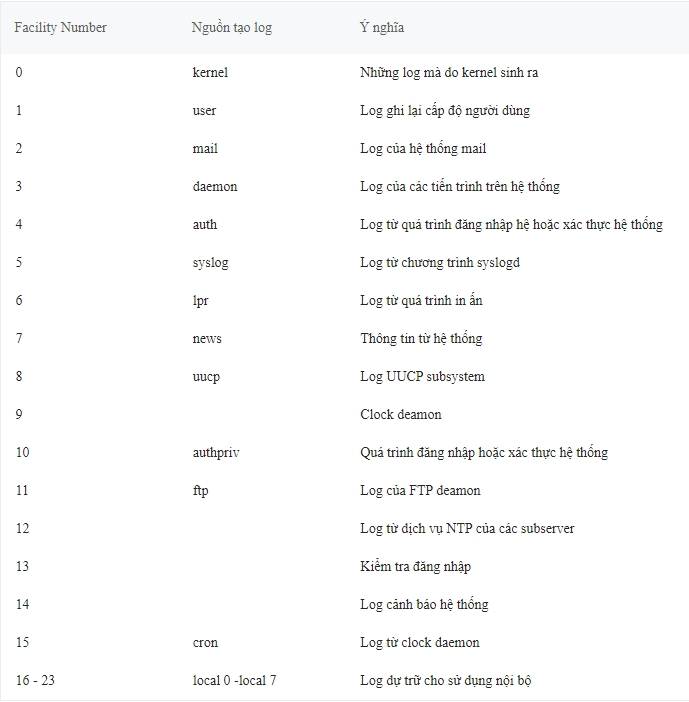 Facility Number Nguồn tạo log Ý nghĩa
0 kernel Những log mà do kernel sinh ra
1 user Log ghi lại cấp độ người dùng
2 mail Log của hệ thống mail
3 daemon Log của các tiến trình trên hệ thống
4 auth Log từ quá trình đăng nhập hệ hoặc xác thực hệ thống
5 syslog Log từ chương trình syslogd
6 lpr Log từ quá trình in ấn
7 news Thông tin từ hệ thống
8 uucp Log UUCP subsystem
9 Clock deamon
10 authpriv Quá trình đăng nhập hoặc xác thực hệ thống
11 ftp Log của FTP deamon
12 Log từ dịch vụ NTP của các subserver
13 Kiểm tra đăng nhập
14 Log cảnh báo hệ thống
15 cron Log từ clock daemon
16 - 23 local 0 -local 7 Log dự trữ cho sử dụng nội bộ